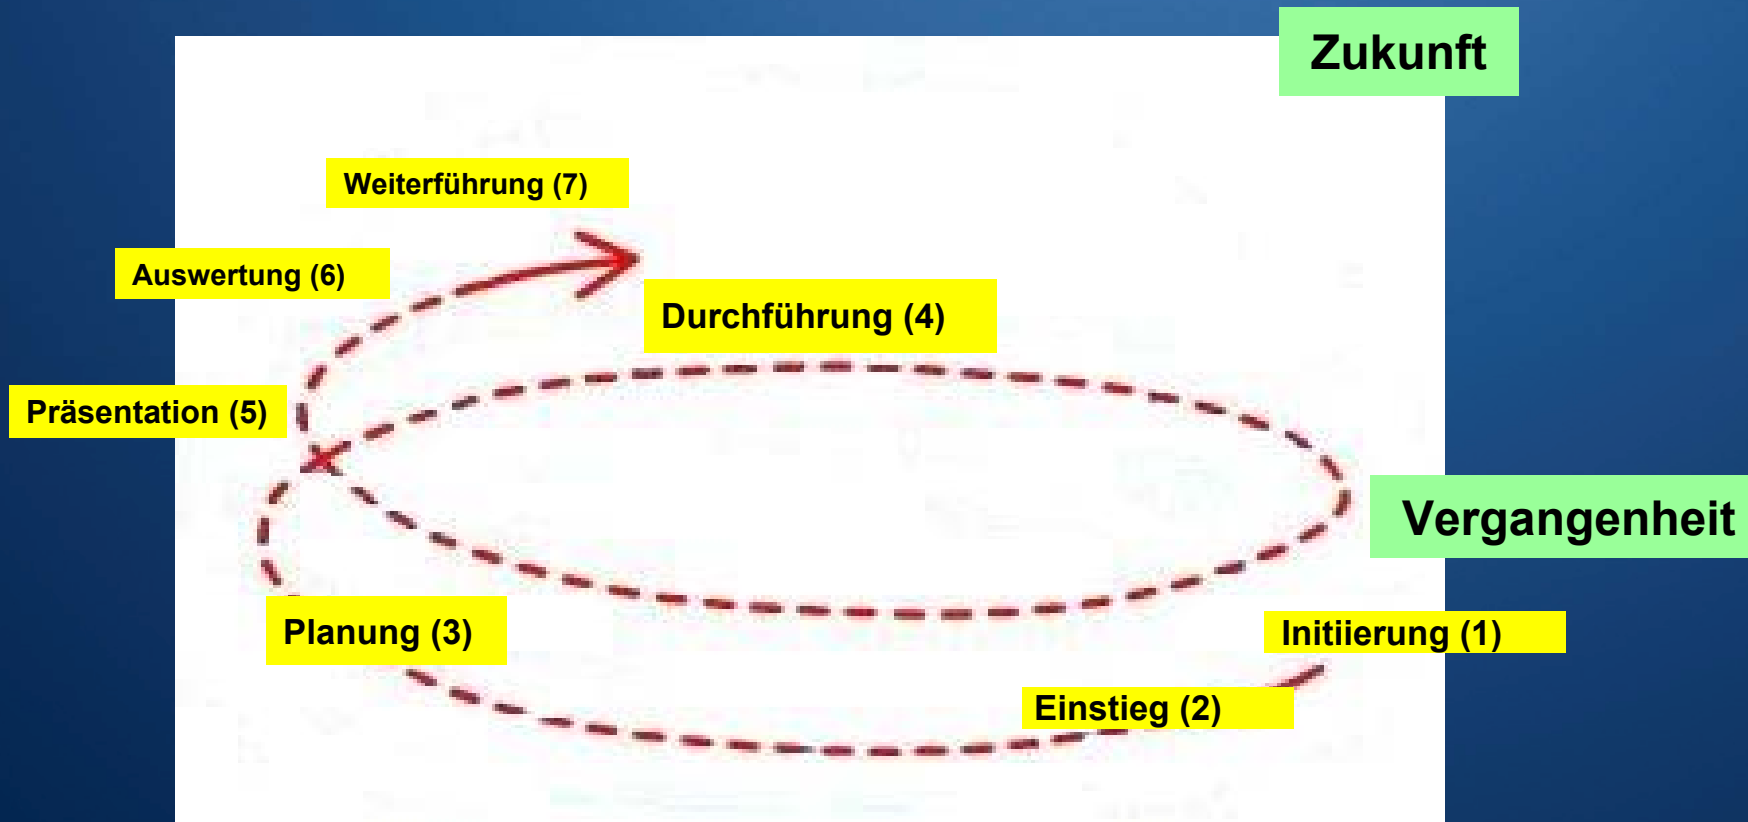 Zukunft
Weiterführung (7)
Auswertung (6)
Durchführung (4)
Präsentation (5)
Vergangenheit
Planung (3)
Initiierung (1)
Einstieg (2)